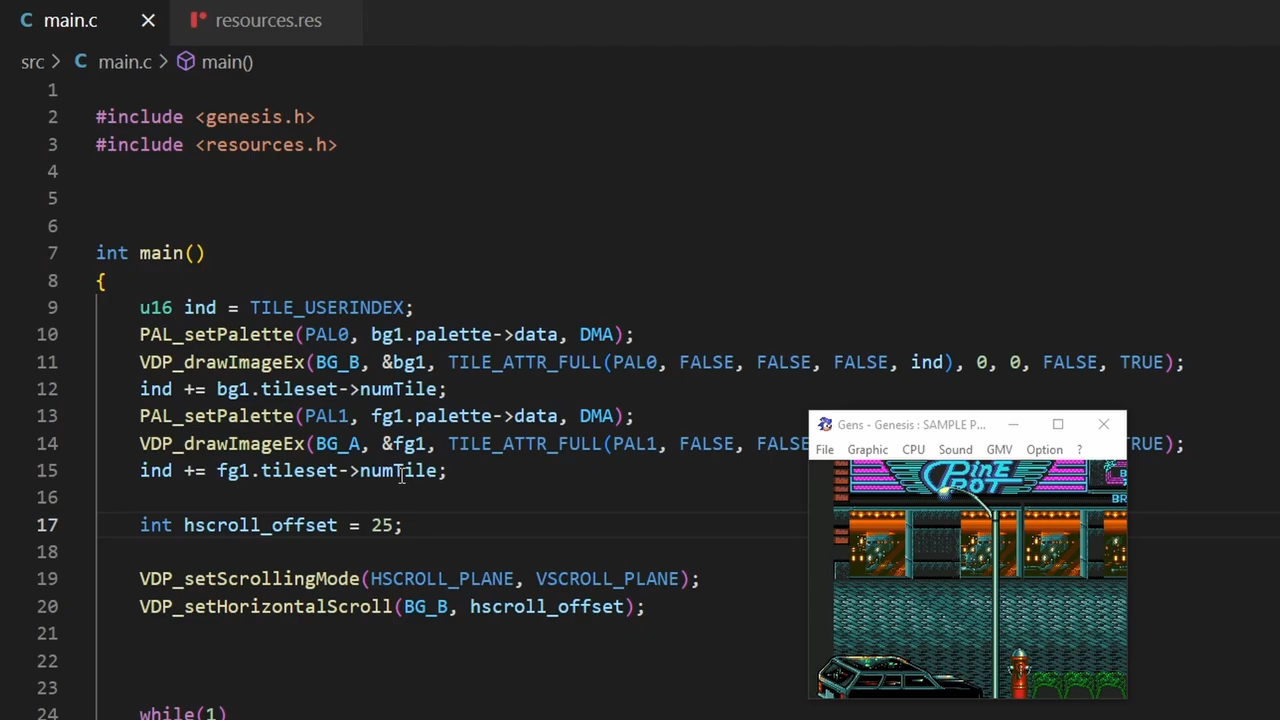 main.c
resources.res
src > main.c > main()
1
2 #include <genesis.h>
3 #include <resources.h>
4
5
6
7 int main()
8 {
9 u16 ind = TILE_USERINDEX;
10 PAL_setPalette(PAL0, bg1.palette->data, DMA);
11 VDP_drawImageEx(BG_B, &bg1, TILE_ATTR_FULL(PAL0, FALSE, FALSE, FALSE, ind), 0, 0, FALSE, TRUE);
12 ind += bg1.tileset->numTile;
13 PAL_setPalette(PAL1, fg1.palette->data, DMA);
14 VDP_drawImageEx(BG_A, &fg1, TILE_ATTR_FULL(PAL1, FALSE, FALSE TRUE);
15 ind += fg1.tileset->numTile;
16
17 int hscroll_offset = 25;
18
19 VDP_setScrollingMode(HSCROLL_PLANE, VSCROLL_PLANE);
20 VDP_setHorizontalScroll(BG_B, hscroll_offset);
21
22
23
24 while(1)
Gens - Genesis : SAMPLE P...
File Graphic CPU Sound GMV Option ?
PINE
POT
BR